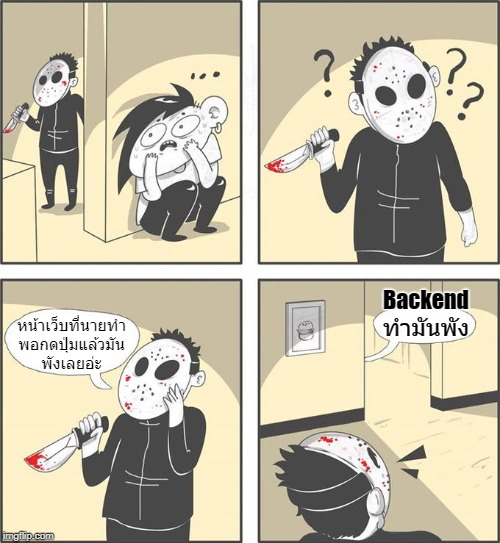 ...
? ? ?
หน้าเว็บที่นายทำ
พอกดปุ่มแล้วมัน
พังเลยอ่ะ
Backend
ทำมันพัง
imgflip.com